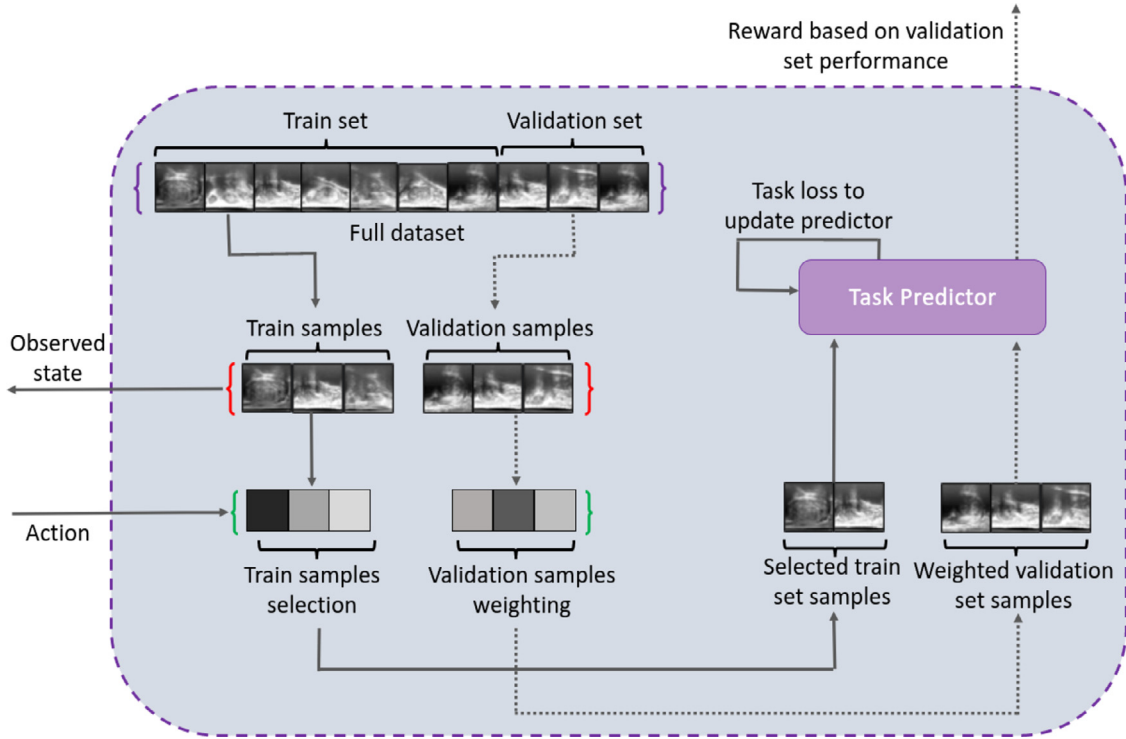 Reward based on validation
set performance
Train set
Validation set
Full dataset
Task loss to
update predictor
Task Predictor
Train samples
Validation samples
Observed
state
Action
Train samples
selection
Validation samples
weighting
Selected train
set samples
Weighted validation
set samples